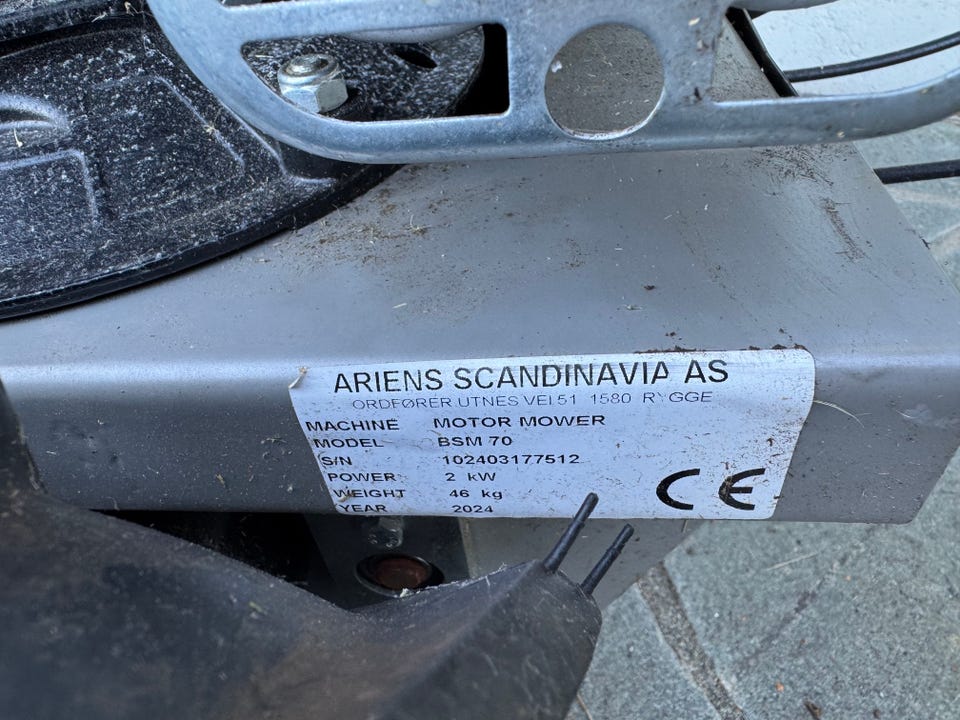 ARIENS SCANDINAVIA AS
ORDFØRER UTNES VEI 51 1580 RYGGE
MACHINE MOTOR MOWER
MODEL BSM 70
S/N 102403177512
POWER 2 kW
WEIGHT 46 kg
YEAR 2024
CE